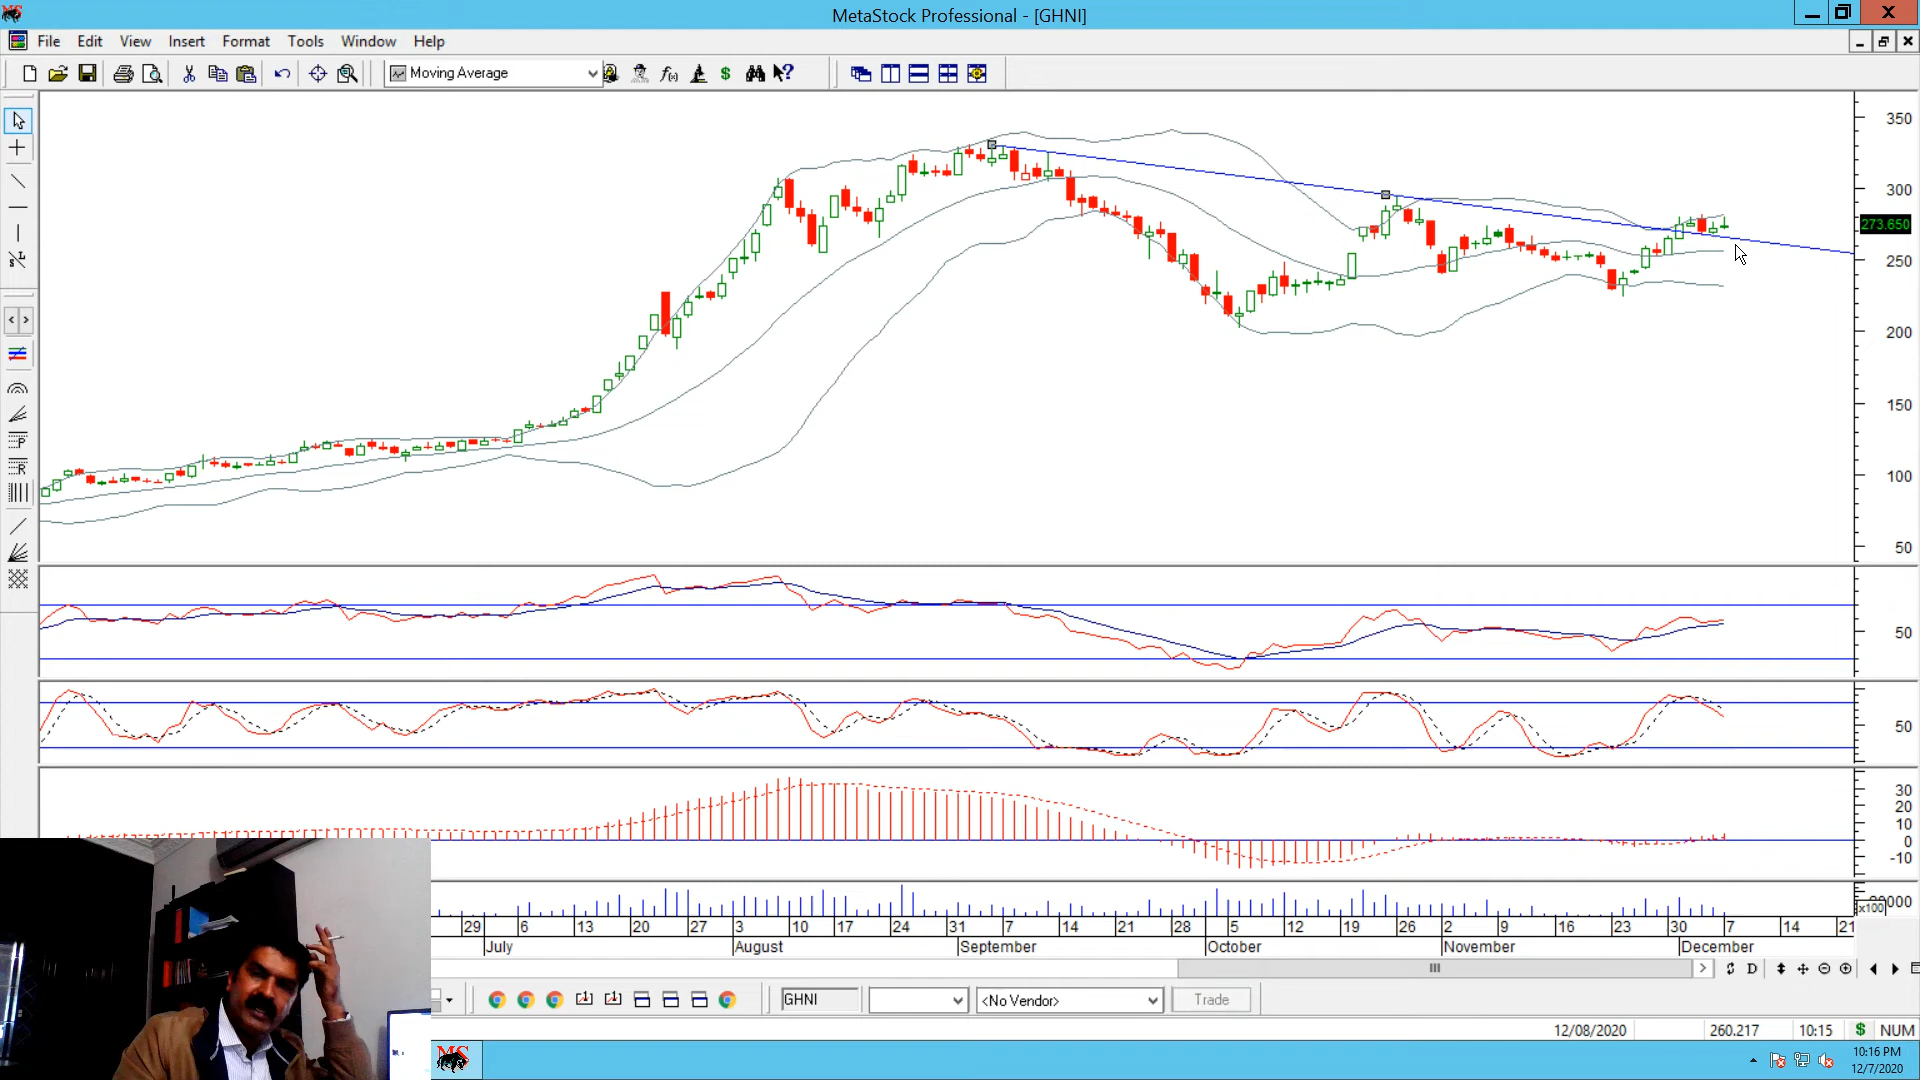 MetaStock Professional - [GHNI]
File Edit View Insert Format Tools Window Help
Moving Average
350
300
273.650
250
200
150
100
50
50
50
30
20
10
0
-10
x100
29 6 13 20 27 3 10 17 24 31 7 14 21 28 5 12 19 26 2 9 16 23 30 7 14 21
July August September October November December
D
GHNI <No Vendor> Trade
12/08/2020 260.217 10:15 $ NUM
MS
10:16 PM
12/7/2020